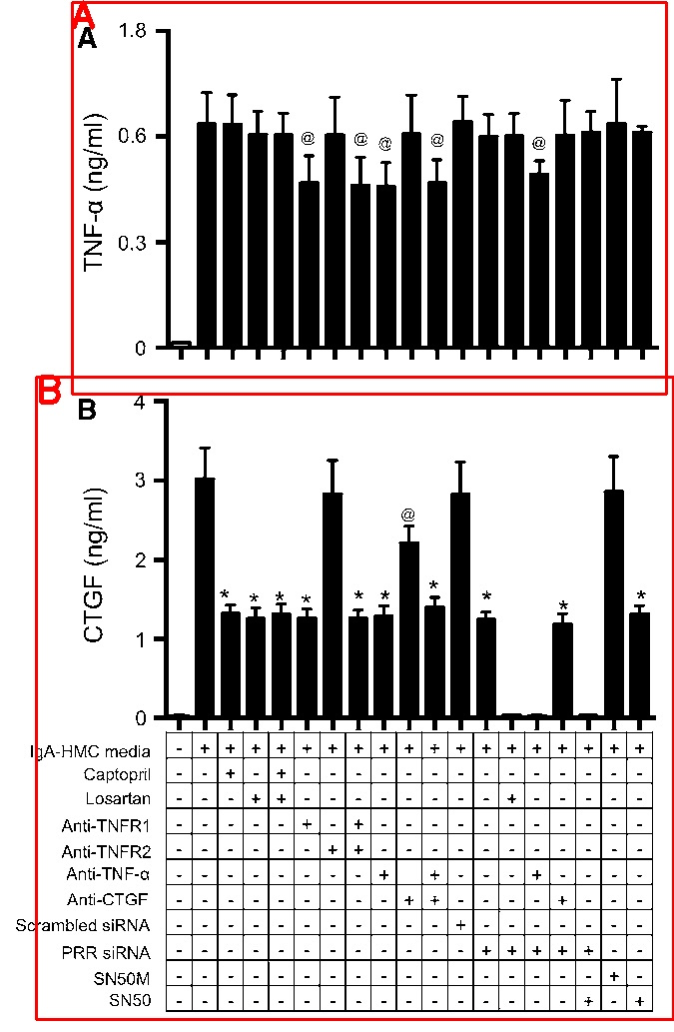 A
A
1.8
@ @ @ @ @
0.6
0.3
0
TNF-α (ng/ml)
B
B
4
3
@
2
* * * * * * * * * *
1
0
CTGF (ng/ml)
IgA-HMC media - + + + + + + + + + + + + + + + + + +
Captopril - - + - + - - - - - - - - - - - - - -
Losartan - - - + + - - - - - - - - + - - - - -
Anti-TNFR1 - - - - - + - + - - - - - - - - - - -
Anti-TNFR2 - - - - - - + + - - - - - - - - - - -
Anti-TNF-α - - - - - - - - + - + - - - + - - - -
Anti-CTGF - - - - - - - - - + + - - - - + - - -
Scrambled siRNA - - - - - - - - - - - + - - - - - - -
PRR siRNA - - - - - - - - - - - - + + + + + - -
SN50M - - - - - - - - - - - - - - - - - + -
SN50 - - - - - - - - - - - - - - - - + - +